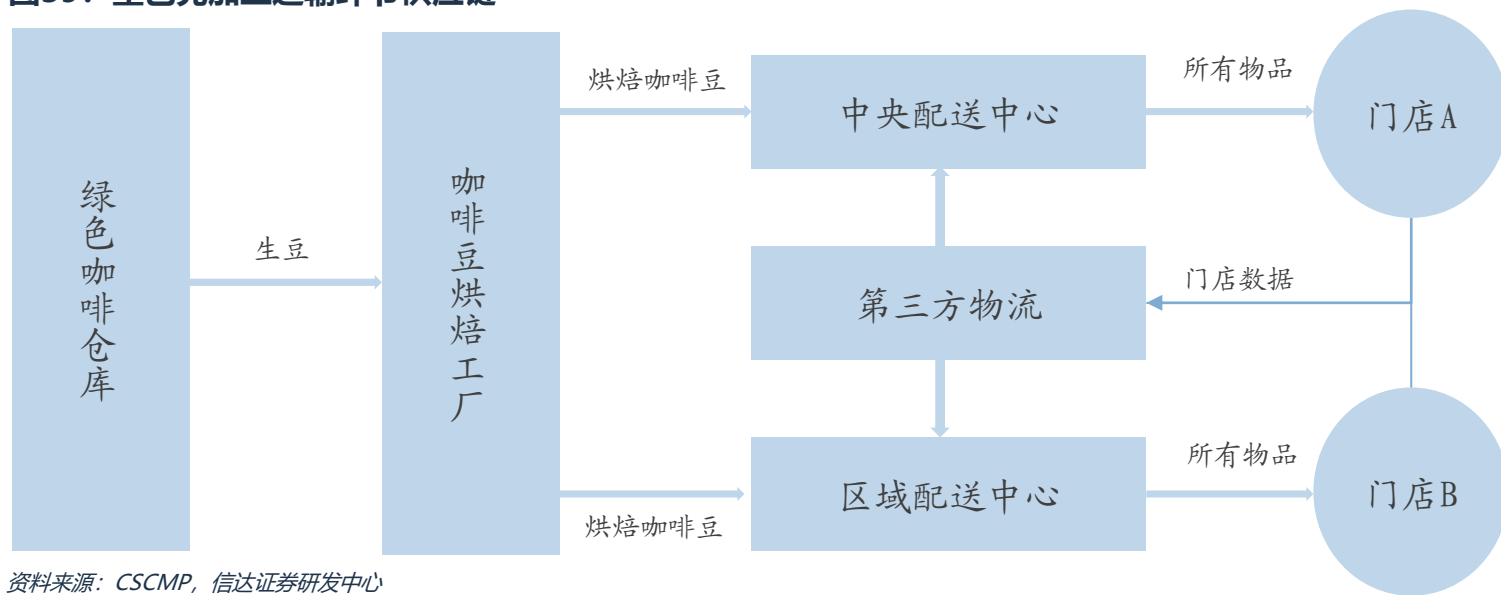 绿色咖啡仓库
生豆
咖啡豆烘焙工厂
烘焙咖啡豆
中央配送中心
所有物品
门店A
第三方物流
门店数据
烘焙咖啡豆
区域配送中心
所有物品
门店B
资料来源：CSCMP，信达证券研发中心